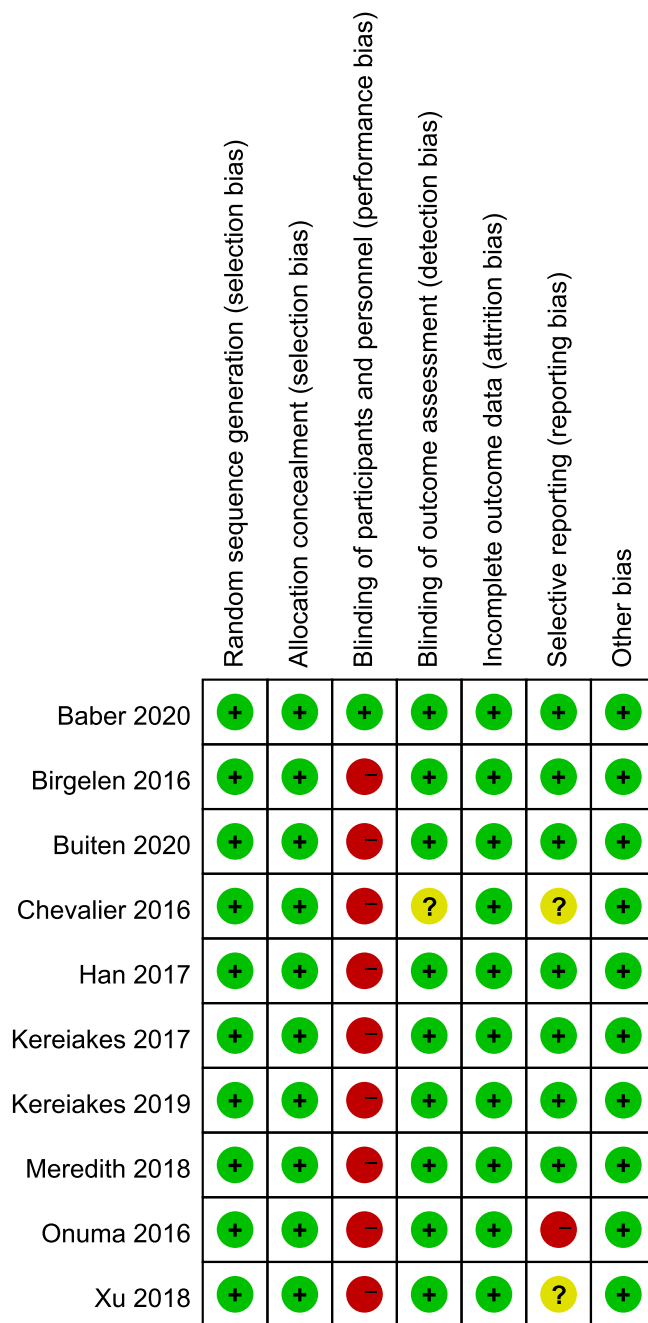 Random sequence generation (selection bias)
Allocation concealment (selection bias)
Blinding of participants and personnel (performance bias)
Blinding of outcome assessment (detection bias)
Incomplete outcome data (attrition bias)
Selective reporting (reporting bias)
Other bias
Baber 2020 + + + + + + +
Birgelen 2016 + + - + + + +
Buiten 2020 + + - + + + +
Chevalier 2016 + + - ? + ? +
Han 2017 + + - + + + +
Kereiakes 2017 + + - + + + +
Kereiakes 2019 + + - + + + +
Meredith 2018 + + - + + + +
Onuma 2016 + + - + + - +
Xu 2018 + + - + + ? +